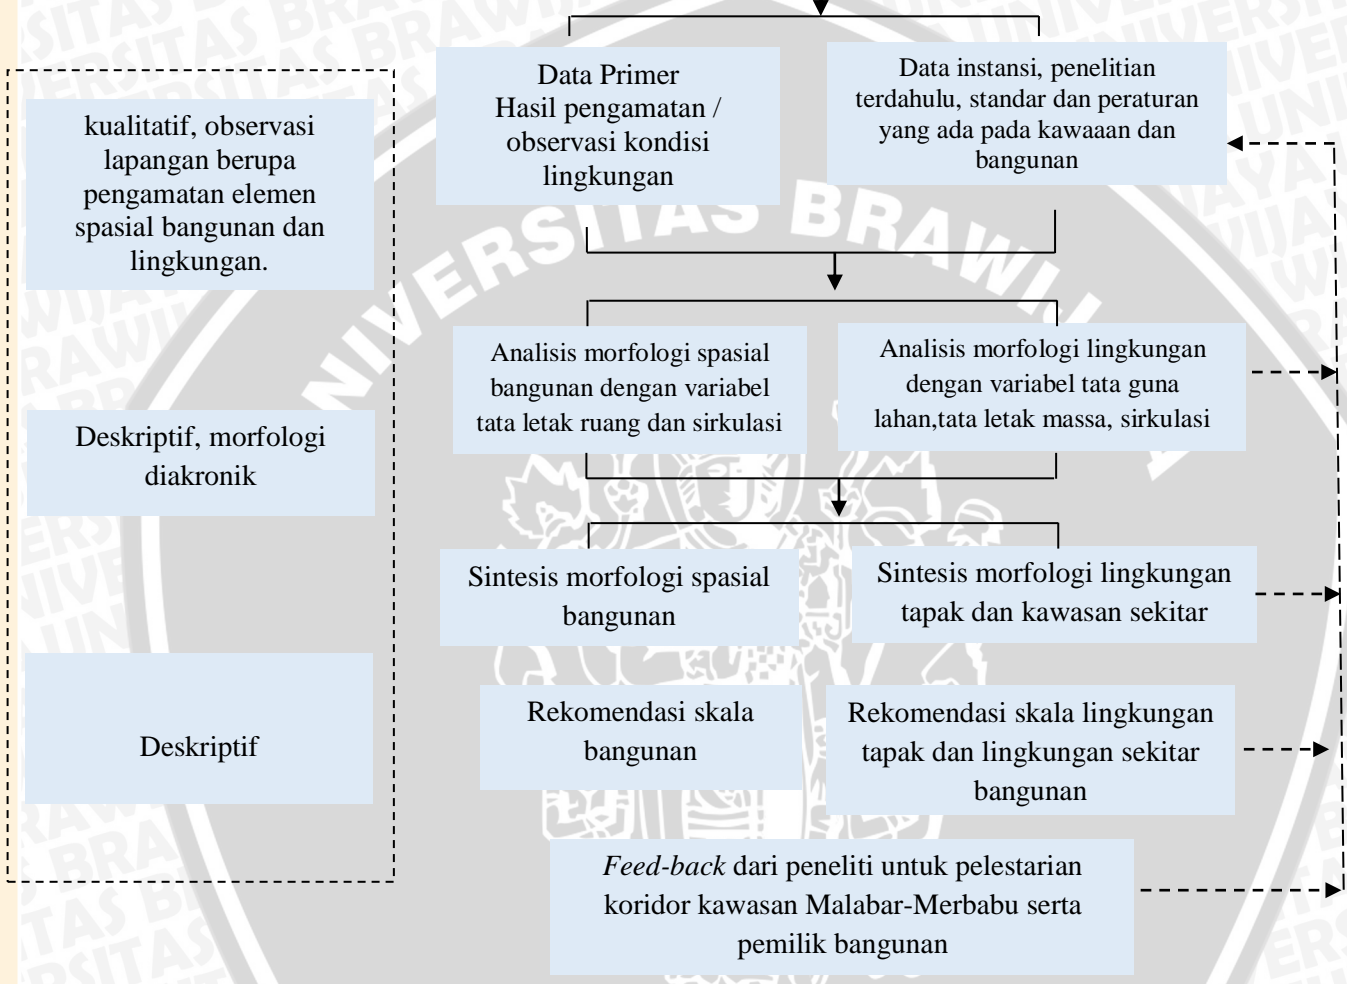 kualitatif, observasi
lapangan berupa
pengamatan elemen
spasial bangunan dan
lingkungan.
Deskriptif, morfologi
diakronik
Deskriptif
Data Primer
Hasil pengamatan /
observasi kondisi
lingkungan
Data instansi, penelitian
terdahulu, standar dan peraturan
yang ada pada kawaaan dan
bangunan
UNIVERSITAS BRAWIJAYA
Analisis morfologi spasial
bangunan dengan variabel
tata letak ruang dan sirkulasi
Analisis morfologi lingkungan
dengan variabel tata guna
lahan,tata letak massa, sirkulasi
Sintesis morfologi spasial
bangunan
Sintesis morfologi lingkungan
tapak dan kawasan sekitar
Rekomendasi skala
bangunan
Rekomendasi skala lingkungan
tapak dan lingkungan sekitar
bangunan
Feed-back dari peneliti untuk pelestarian
koridor kawasan Malabar-Merbabu serta
pemilik bangunan